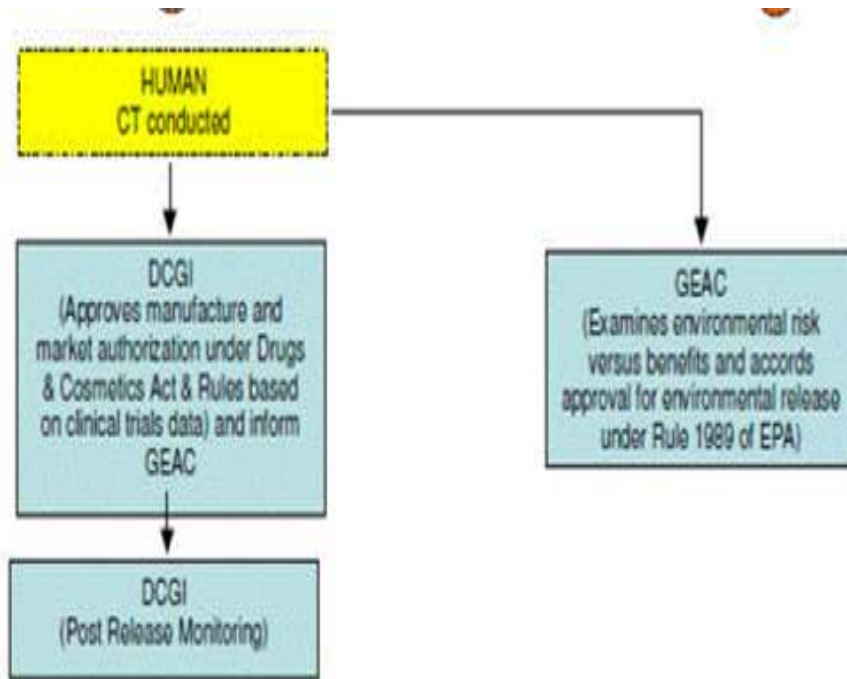 HUMAN
CT conducted
DCGI
(Approves manufacture and
market authorization under Drugs
& Cosmetics Act & Rules based
on clinical trials data) and inform
GEAC
DCGI
(Post Release Monitoring)
GEAC
(Examines environmental risk
versus benefits and accords
approval for environmental release
under Rule 1989 of EPA)